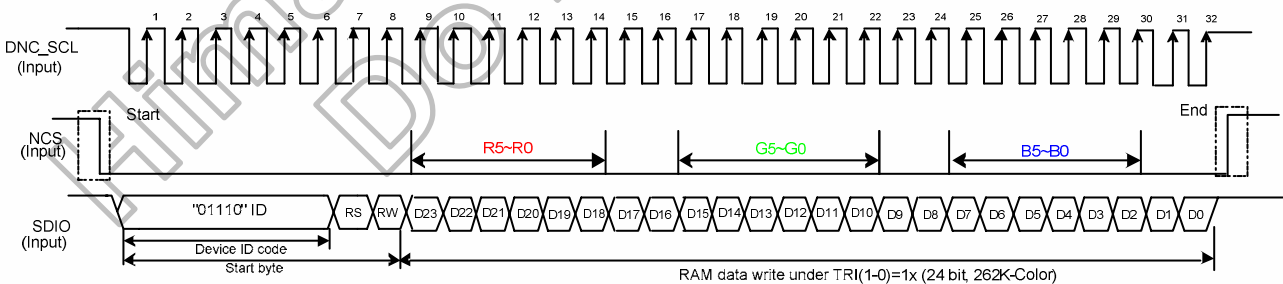 1 2 3 4 5 6 7 8 9 10 11 12 13 14 15 16 17 18 19 20 21 22 23 24 25 26 27 28 29 30 31 32
DNC_SCL
(Input)
Start
End
NCS
(Input)
R5~R0
G5~G0
B5~B0
SDIO
(Input)
"01110" ID
RS
RW
D23 D22 D21 D20 D19 D18 D17 D16 D15 D14 D13 D12 D11 D10 D9 D8 D7 D6 D5 D4 D3 D2 D1 D0
Device ID code
Start byte
RAM data write under TRI(1-0)=1x (24 bit, 262K-Color)